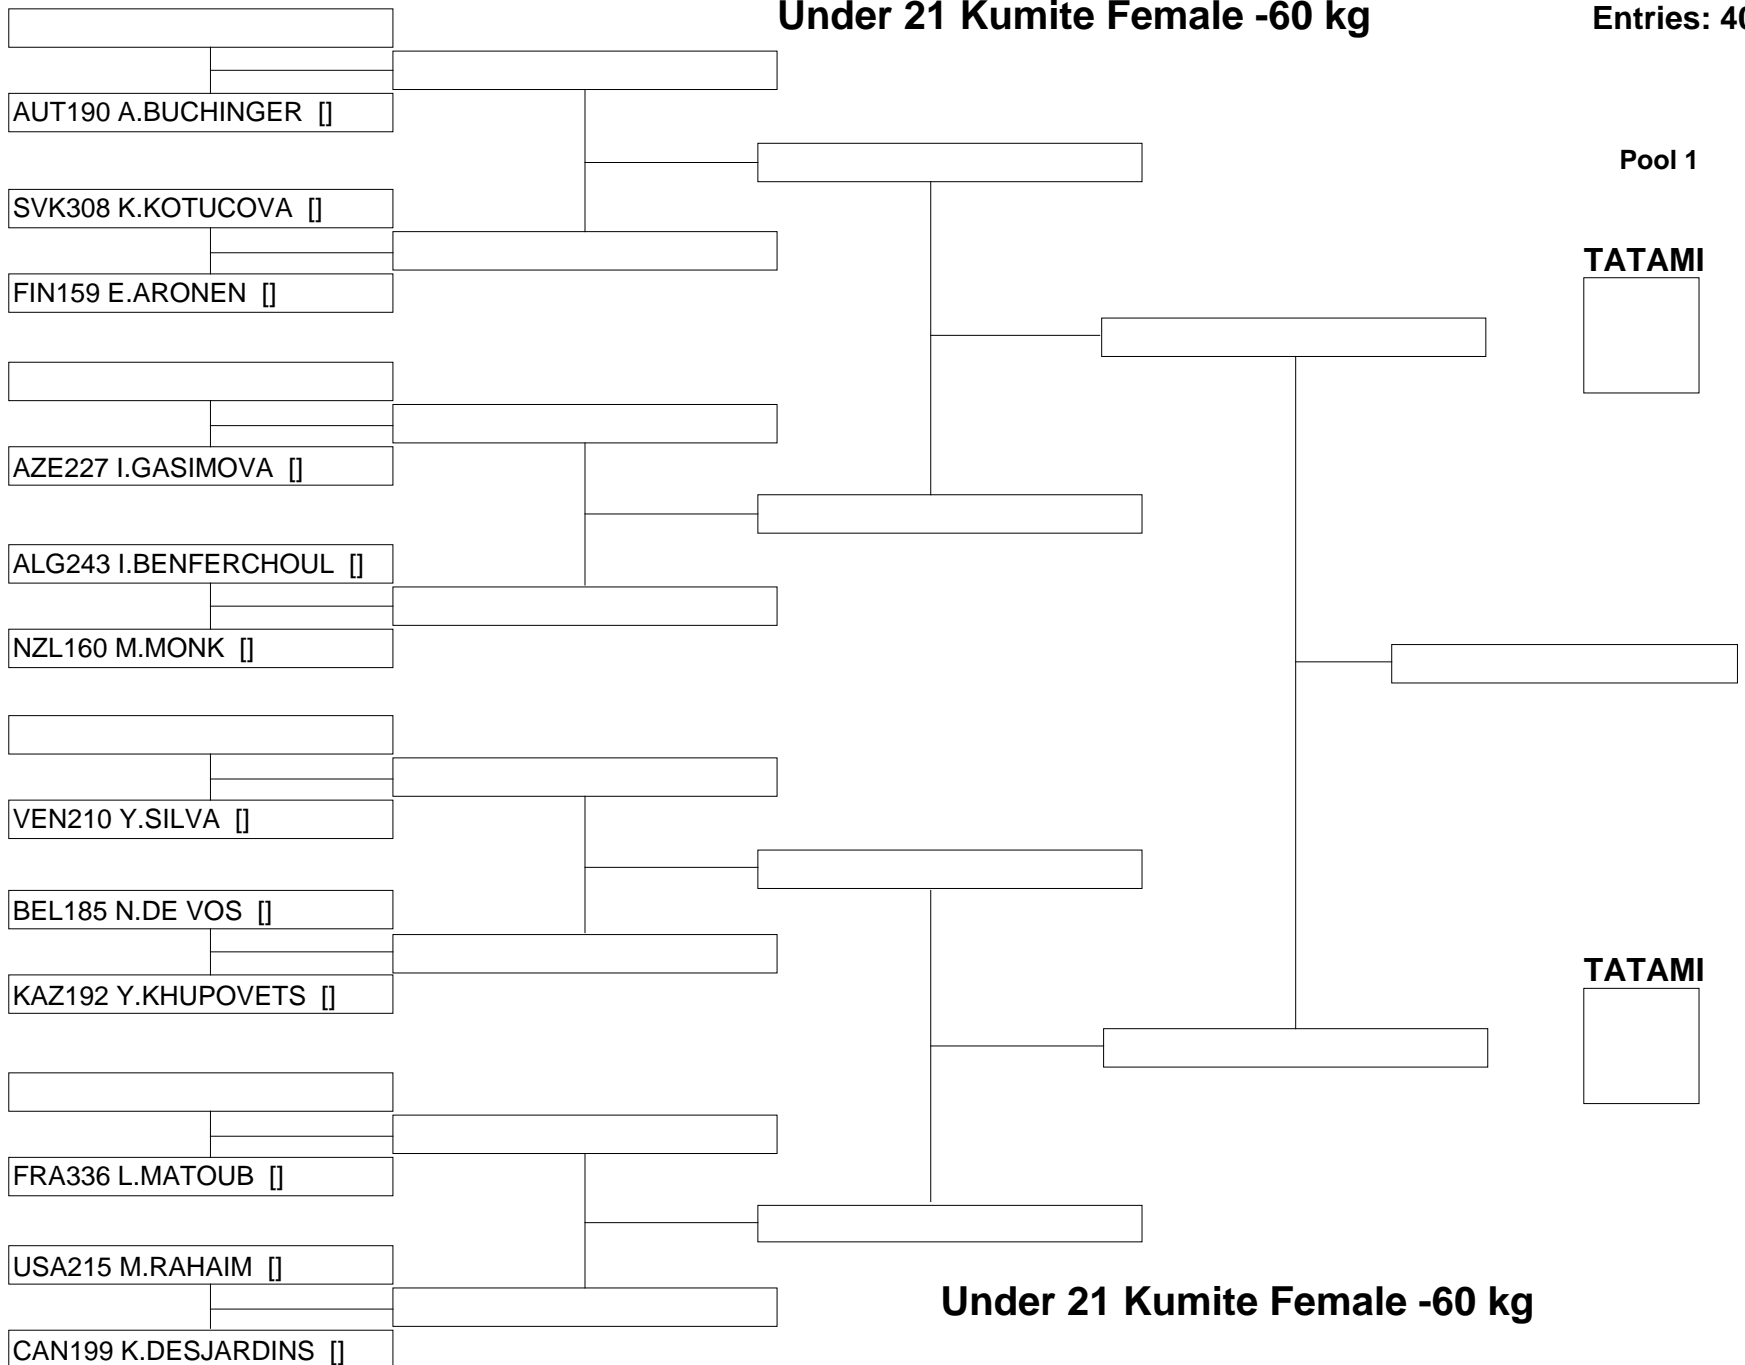 Under 21 Kumite Female -60 kg
Entries: 40
AUT190 A.BUCHINGER []
Pool 1
SVK308 K.KOTUCOVA []
TATAMI
FIN159 E.ARONEN []
AZE227 I.GASIMOVA []
ALG243 I.BENFERCHOUL []
NZL160 M.MONK []
VEN210 Y.SILVA []
BEL185 N.DE VOS []
TATAMI
KAZ192 Y.KHUPOVETS []
FRA336 L.MATOUB []
USA215 M.RAHAIM []
Under 21 Kumite Female -60 kg
CAN199 K.DESJARDINS []